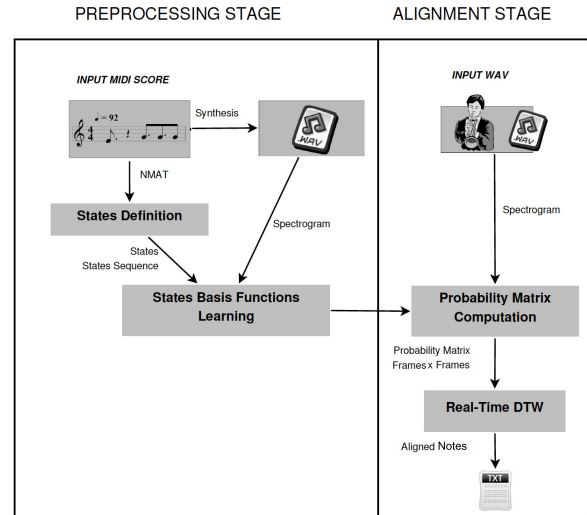 PREPROCESSING STAGE
ALIGNMENT STAGE
INPUT MIDI SCORE
INPUT WAV
= 92
4
4
Synthesis
.WAV
.WAV
NMAT
States Definition
Spectrogram
Spectrogram
States
States Sequence
States Basis Functions
Learning
Probability Matrix
Computation
Probability Matrix
Frames x Frames
Real-Time DTW
Aligned Notes
TXT